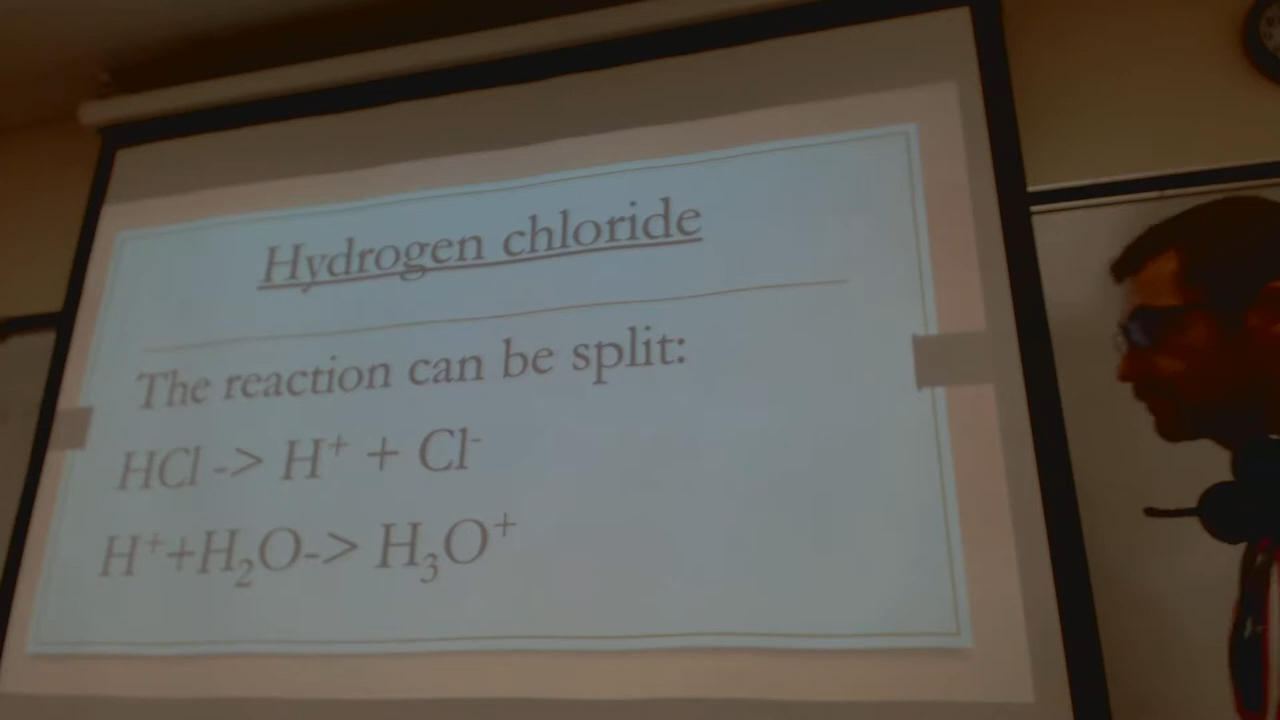 Hydrogen chloride
The reaction can be split:
HCl -> H⁺ + Cl⁻
H⁺+H₂O-> H₃O⁺